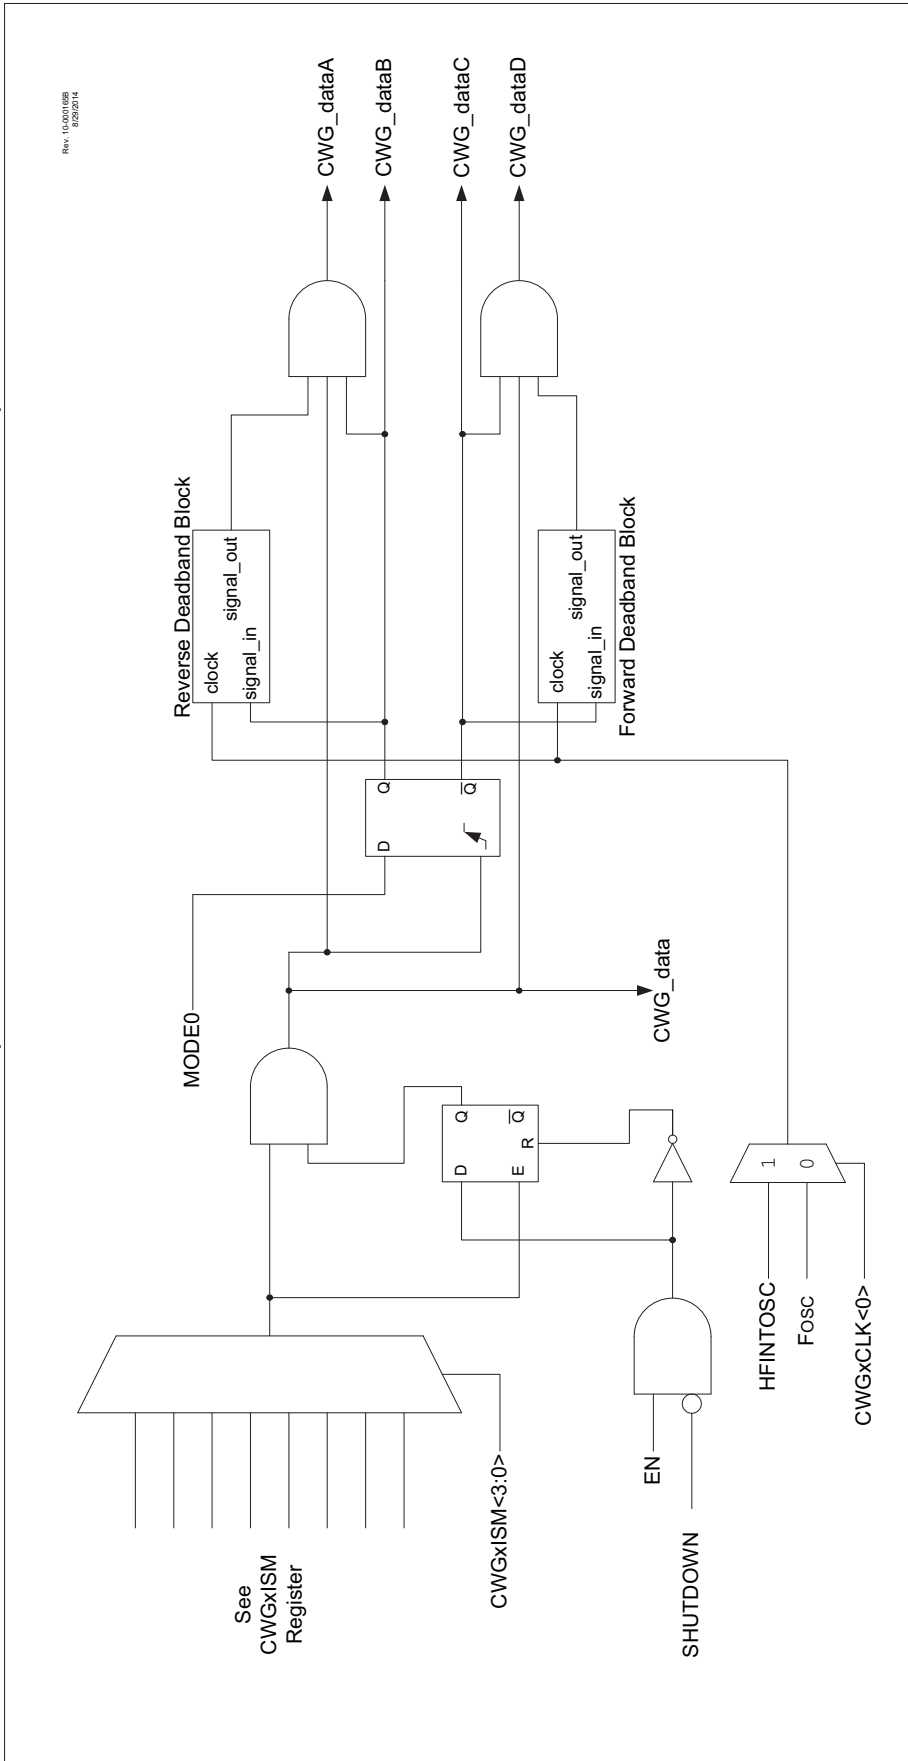 Rev. 10-000166B
8/29/2014
See
CWGxISM
Register
CWGxISM<3:0>
EN
SHUTDOWN
D
Q
E
R
Q
HFINTOSC
FOSC
1
0
CWGxCLK<0>
MODE0
CWG_data
D
Q
Q
Reverse Deadband Block
clock
signal_in
signal_out
clock
signal_in
signal_out
Forward Deadband Block
CWG_dataA
CWG_dataB
CWG_dataC
CWG_dataD